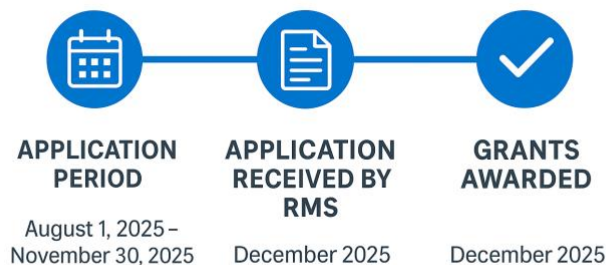 APPLICATION
PERIOD
August 1, 2025 –
November 30, 2025
APPLICATION
RECEIVED BY
RMS
December 2025
GRANTS
AWARDED
December 2025